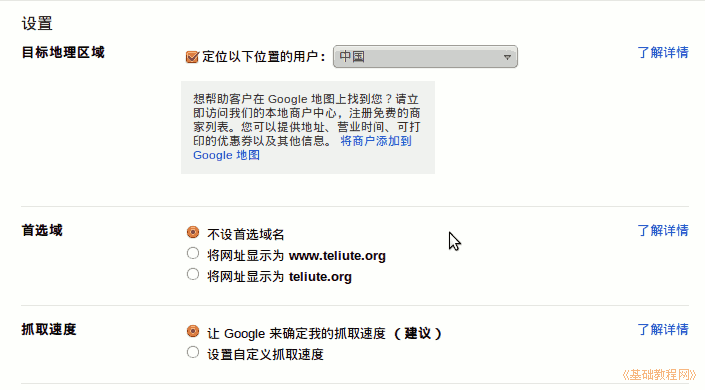 设置
目标地理区域
定位以下位置的用户： 中国
了解详情
想帮助客户在 Google 地图上找到您？请立
即访问我们的本地商户中心，注册免费的商
家列表。您可以提供地址、营业时间、可打
印的优惠券以及其他信息。 将商户添加到
Google 地图
首选域
不设首选域名
了解详情
将网址显示为 www.teliute.org
将网址显示为 teliute.org
抓取速度
让 Google 来确定我的抓取速度 （ 建议 ）
了解详情
设置自定义抓取速度
《基础教程网》